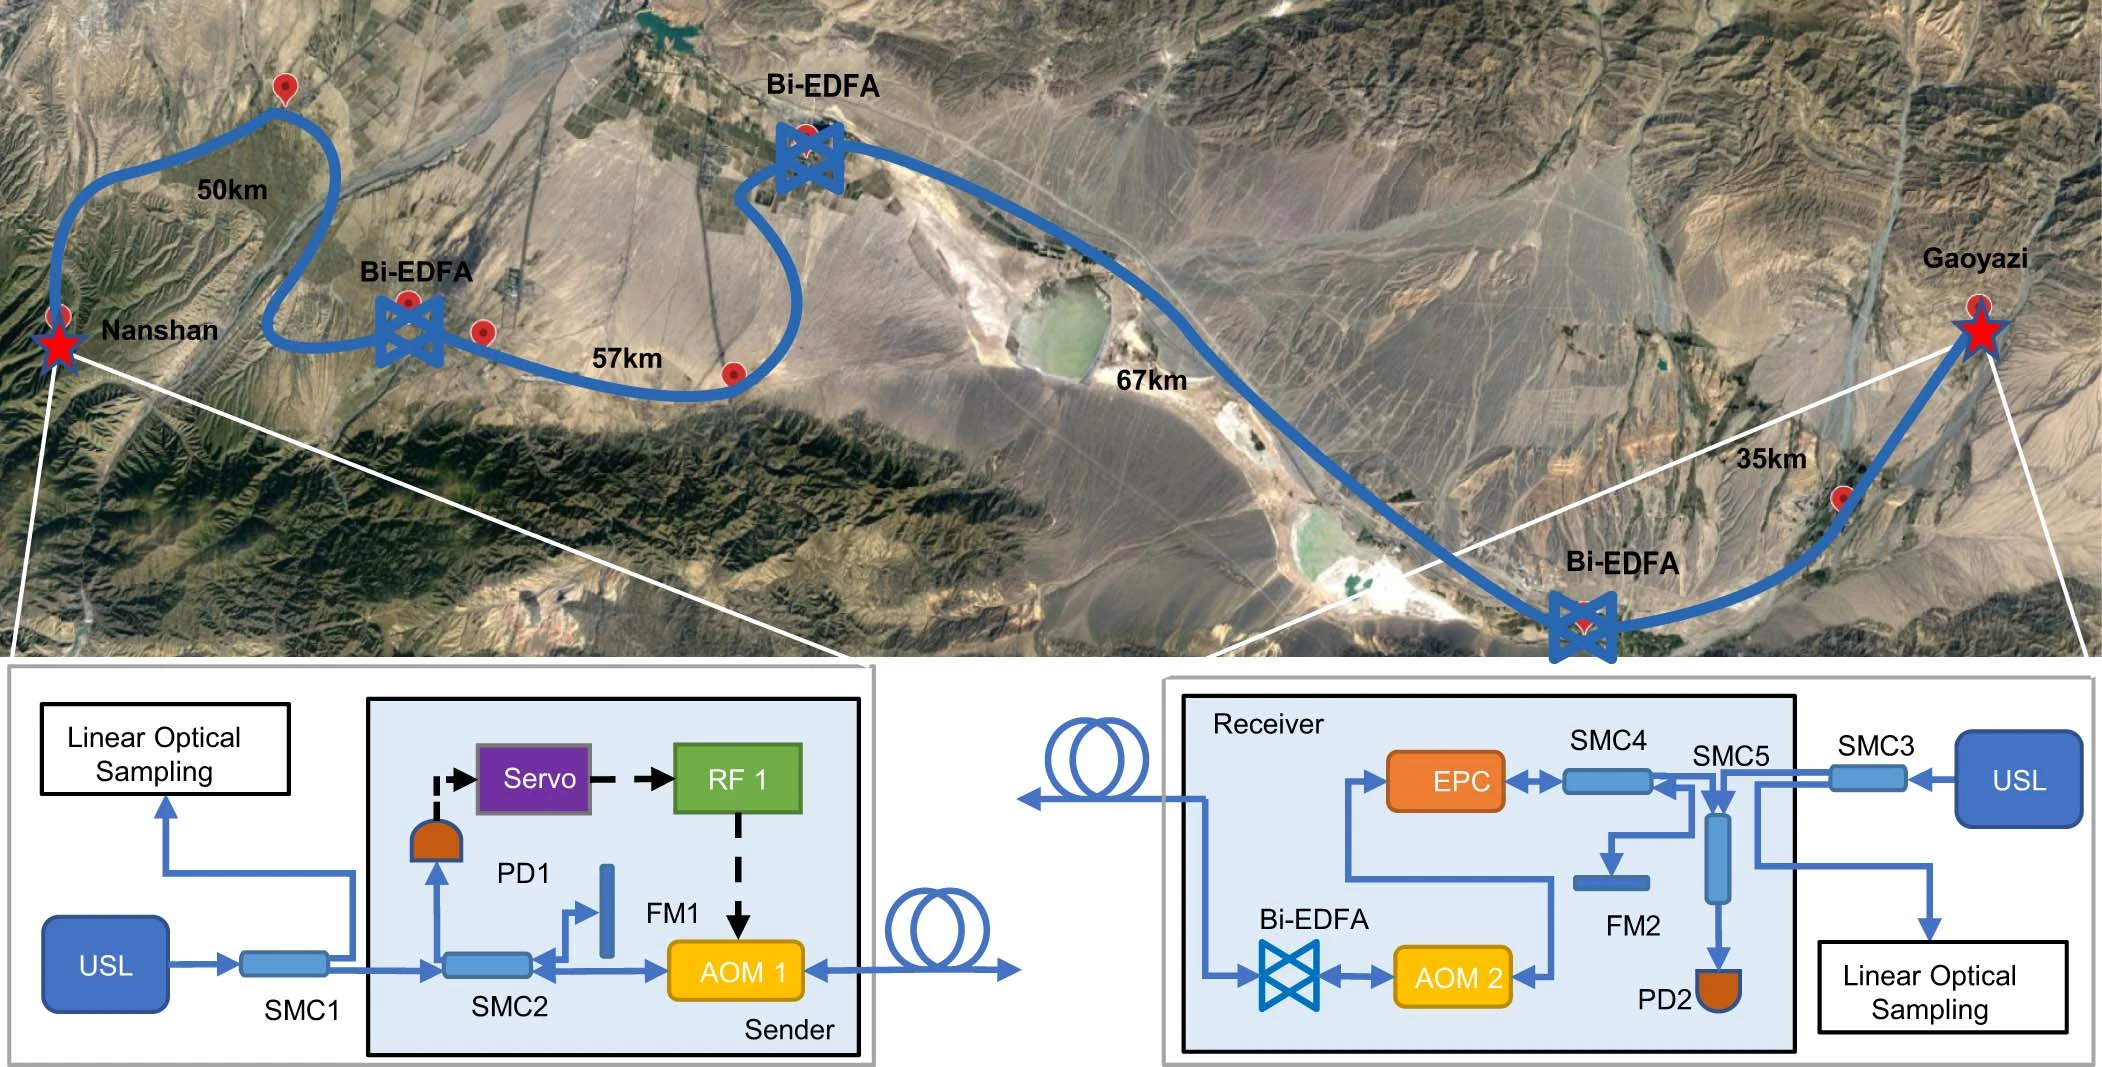 Bi-EDFA
50km
Bi-EDFA
Gaoyazi
Nanshan
57km
67km
35km
Bi-EDFA
Linear Optical
Sampling
Servo
RF 1
PD1
FM1
USL
SMC1
SMC2
AOM 1
Sender
Receiver
EPC
SMC4
SMC5
SMC3
USL
Bi-EDFA
FM2
AOM 2
PD2
Linear Optical
Sampling